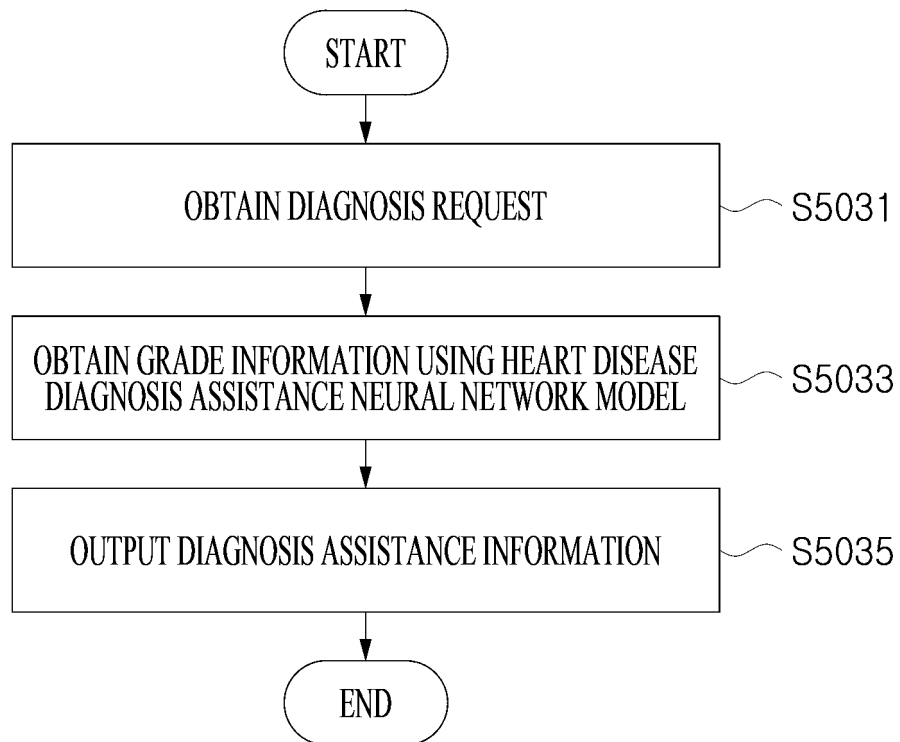 START
OBTAIN DIAGNOSIS REQUEST
S5031
OBTAIN GRADE INFORMATION USING HEART DISEASE
DIAGNOSIS ASSISTANCE NEURAL NETWORK MODEL
S5033
OUTPUT DIAGNOSIS ASSISTANCE INFORMATION
S5035
END